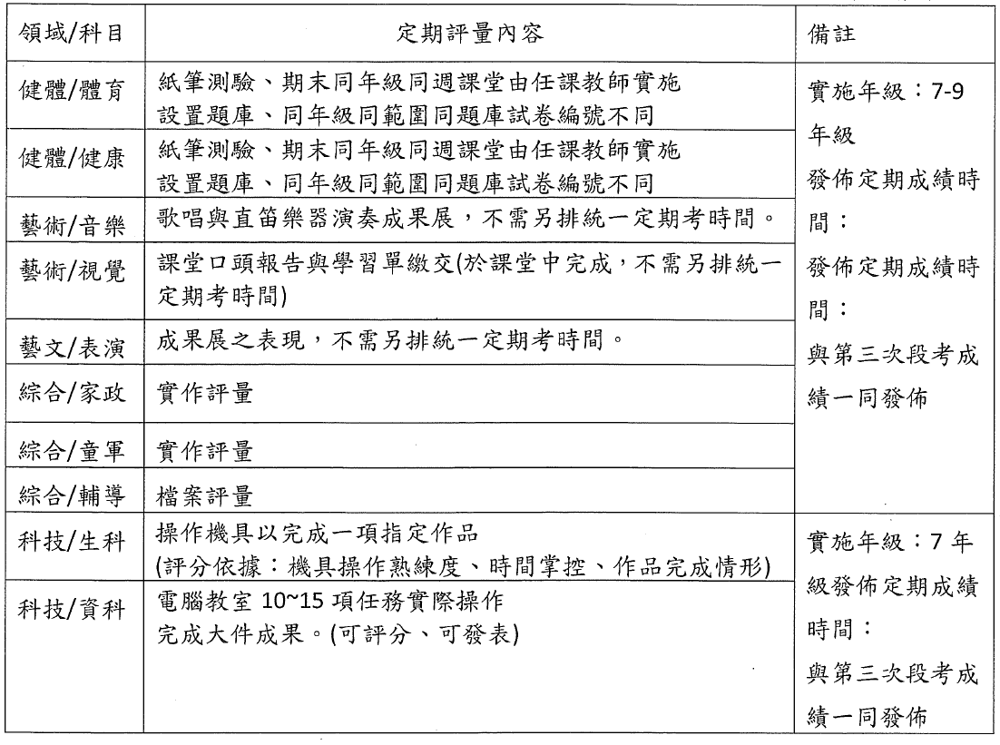 領域/科目
定期評量內容
備註
健體/體育
紙筆測驗、期末同年級同週課堂由任課教師實施
設置題庫、同年級同範圍同題庫試卷編號不同
健體/健康
紙筆測驗、期末同年級同週課堂由任課教師實施
設置題庫、同年級同範圍同題庫試卷編號不同
藝術/音樂
歌唱與直笛樂器演奏成果展，不需另排統一定期考時間。
藝術/視覺
課堂口頭報告與學習單繳交(於課堂中完成，不需另排統一
定期考時間)
藝文/表演
成果展之表現，不需另排統一定期考時間。
綜合/家政
實作評量
綜合/童軍
實作評量
綜合/輔導
檔案評量
實施年級：7-9
年級
發佈定期成績時
間：
發佈定期成績時
間：
與第三次段考成
績一同發佈
科技/生科
操作機具以完成一項指定作品
(評分依據：機具操作熟練度、時間掌控、作品完成情形)
科技/資科
電腦教室 10~15 項任務實際操作
完成大件成果。(可評分、可發表)
實施年級：7 年
級發佈定期成績
時間：
與第三次段考成
績一同發佈